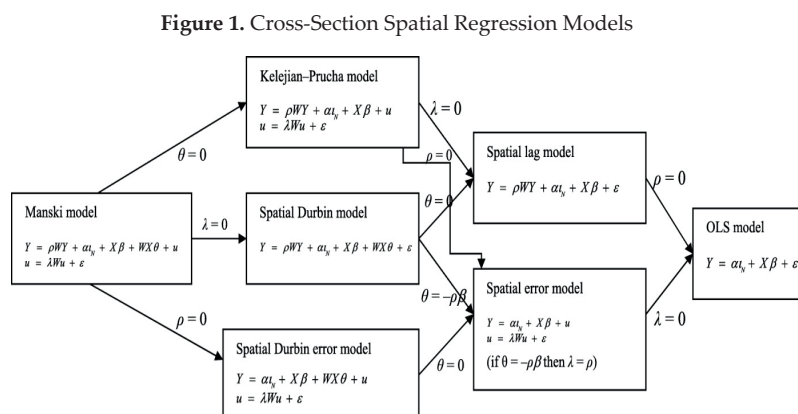 Figure 1. Cross-Section Spatial Regression Models
Kelejian–Prucha model
Y = ρWY + αι_N + Xβ + u
u = λWu + ε
λ=0
θ=0
ρ=0
Spatial lag model
Y = ρWY + αι_N + Xβ + ε
ρ=0
Manski model
Y = ρWY + αι_N + Xβ + WXθ + u
u = λWu + ε
λ=0
Spatial Durbin model
Y = ρWY + αι_N + Xβ + WXθ + ε
θ=0
θ=−ρβ
OLS model
Y = αι_N + Xβ + ε
Spatial error model
Y = αι_N + Xβ + u
u = λWu + ε
(if θ=−ρβ then λ=ρ)
λ=0
ρ=0
Spatial Durbin error model
Y = αι_N + Xβ + WXθ + u
u = λWu + ε
θ=0